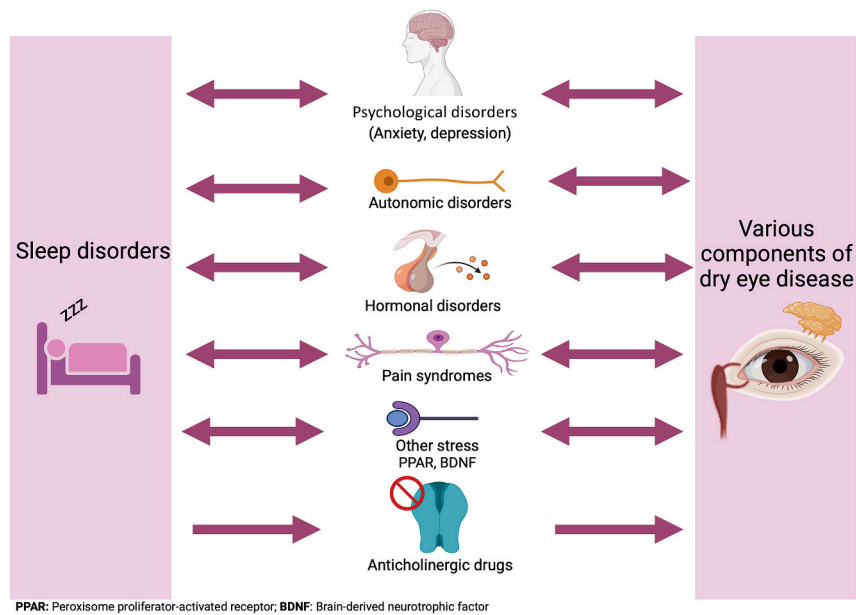 Psychological disorders
(Anxiety, depression)
Autonomic disorders
Sleep disorders
zzz
Various
components of
dry eye disease
Hormonal disorders
Pain syndromes
Other stress
PPAR, BDNF
Anticholinergic drugs
PPAR: Peroxisome proliferator-activated receptor; BDNF: Brain-derived neurotrophic factor